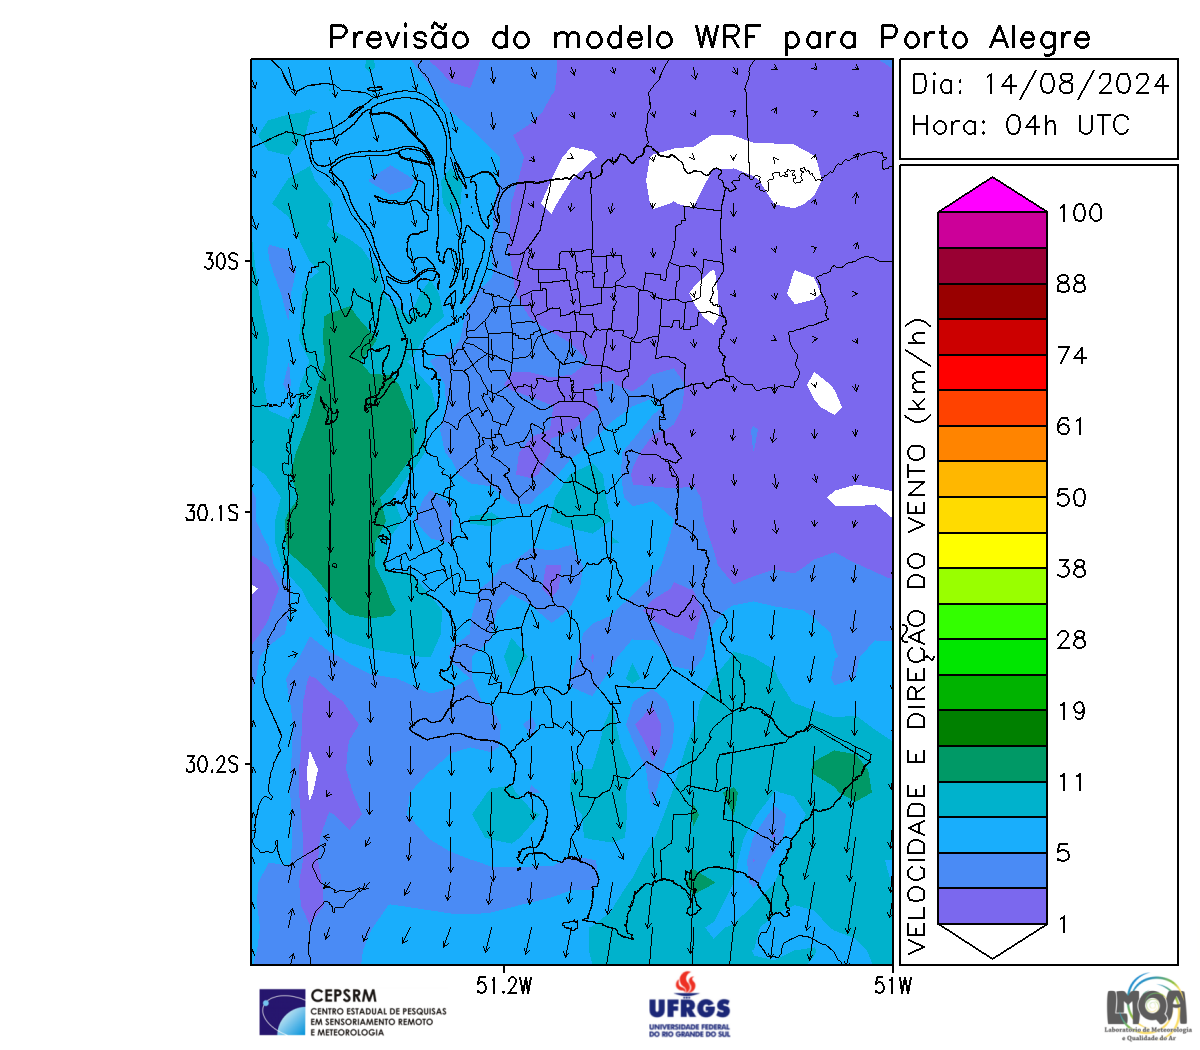 Previsão do modelo WRF para Porto Alegre
Dia: 14/08/2024
Hora: 04h UTC
30S
30.1S
30.2S
51.2W
51W
VELOCIDADE E DIREÇÃO DO VENTO (km/h)
100
88
74
61
50
38
28
19
11
5
1
CEPSRM
CENTRO ESTADUAL DE PESQUISAS
EM SENSORIAMENTO REMOTO
E METEOROLOGIA
UFRGS
UNIVERSIDADE FEDERAL
DO RIO GRANDE DO SUL
LMQA
Laboratório de Meteorologia
e Qualidade do Ar